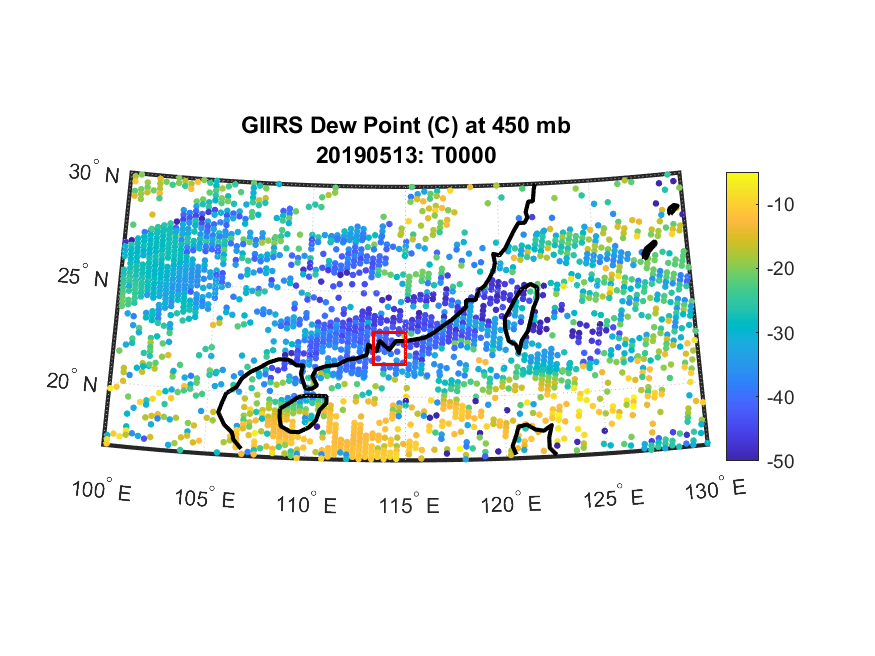 GIIRS Dew Point (C) at 450 mb
20190513: T0000
30° N
25° N
20° N
100° E
105° E
110° E
115° E
120° E
125° E
130° E
-10
-20
-30
-40
-50